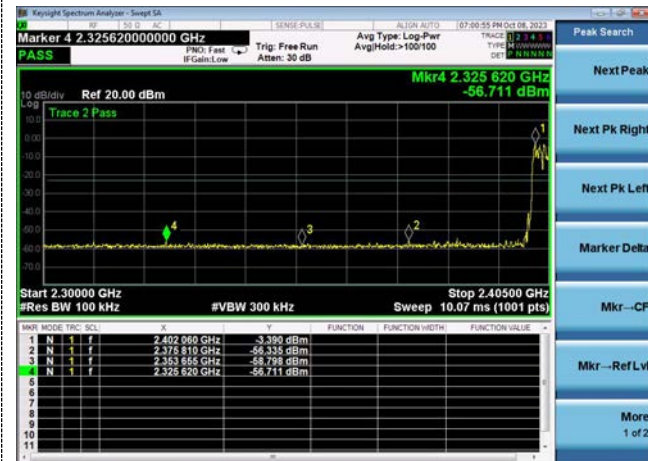 Keysight Spectrum Analyzer - Swept SA
RF 50 Ω AC SENSE:PULSE ALIGN AUTO 07:00:55 PM Oct 08, 2023
Marker 4 2.325620000000 GHz
PASS
PNO: Fast
IFGain:Low
Trig: Free Run
Atten: 30 dB
Avg Type: Log-Pwr
Avg|Hold:>100/100
TRACE 1 2 3 4 5 6
TYPE M WWWWW
DET P NNNNN
Mkr4 2.325 620 GHz
-56.711 dBm
10 dB/div Ref 20.00 dBm
Log
Trace 2 Pass
10.0
0.00
-10.0
-20.0
-30.0
-40.0
-50.0
-60.0
-70.0
1
2
3
4
Start 2.30000 GHz
Stop 2.40500 GHz
#Res BW 100 kHz
#VBW 300 kHz
Sweep 10.07 ms (1001 pts)
MKR MODE TRC SCL X Y FUNCTION FUNCTION WIDTH FUNCTION VALUE
1 N 1 f 2.402 060 GHz -3.390 dBm
2 N 1 f 2.375 810 GHz -56.335 dBm
3 N 1 f 2.353 655 GHz -58.798 dBm
4 N 1 f 2.325 620 GHz -56.711 dBm
5
6
7
8
9
10
11
Peak Search
Next Peak
Next Pk Right
Next Pk Left
Marker Delta
Mkr→CF
Mkr→Ref Lvl
More
1 of 2